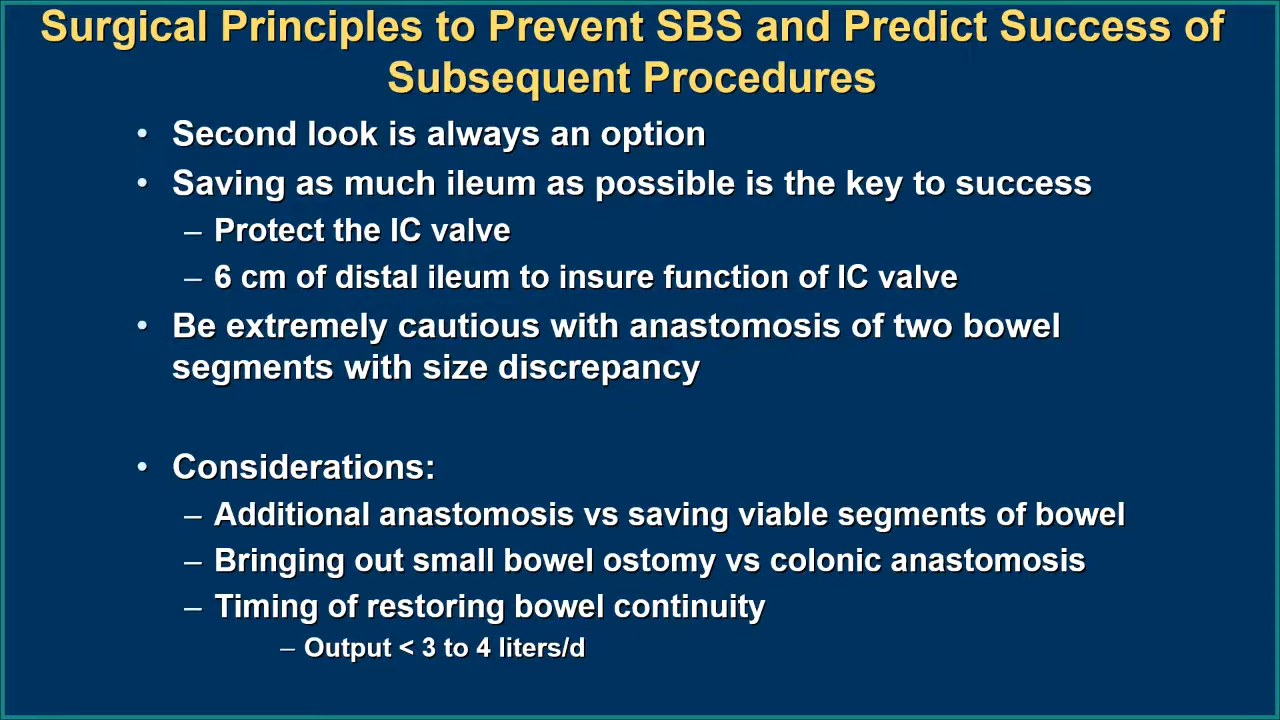 Surgical Principles to Prevent SBS and Predict Success of
Subsequent Procedures
• Second look is always an option
• Saving as much ileum as possible is the key to success
– Protect the IC valve
– 6 cm of distal ileum to insure function of IC valve
• Be extremely cautious with anastomosis of two bowel
segments with size discrepancy
• Considerations:
– Additional anastomosis vs saving viable segments of bowel
– Bringing out small bowel ostomy vs colonic anastomosis
– Timing of restoring bowel continuity
– Output < 3 to 4 liters/d